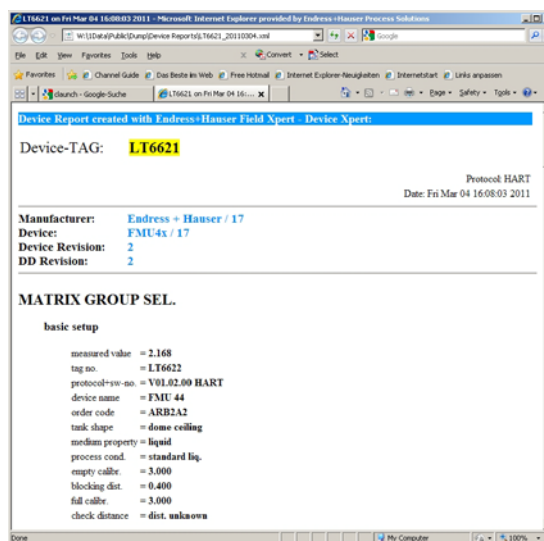 LT6621 on Fri Mar 04 16:08:03 2011 - Microsoft Internet Explorer provided by Endress+Hauser Process Solutions
W:\1Data\Public\Dump\Device Reports\LT6621_20110304.xml
Google
File Edit View Favorites Tools Help
Convert
Select
Favorites
Channel Guide
Das Beste im Web
Free Hotmail
Internet Explorer-Neuigkeiten
Internetstart
Links anpassen
claunch - Google-Suche
LT6621 on Fri Mar 04 16:...
Page
Safety
Tools
Device Report created with Endress+Hauser Field Xpert - Device Xpert:
Device-TAG: LT6621
Protocol: HART
Date: Fri Mar 04 16:08:03 2011
Manufacturer: Endress + Hauser / 17
Device: FMU4x / 17
Device Revision: 2
DD Revision: 2
MATRIX GROUP SEL.
basic setup
measured value = 2.168
tag no. = LT6622
protocol+sw-no. = V01.02.00 HART
device name = FMU 44
order code = ARB2A2
tank shape = dome ceiling
medium property = liquid
process cond. = standard liq.
empty calibr. = 3.000
blocking dist. = 0.400
full calibr. = 3.000
check distance = dist. unknown
Done
My Computer
100%